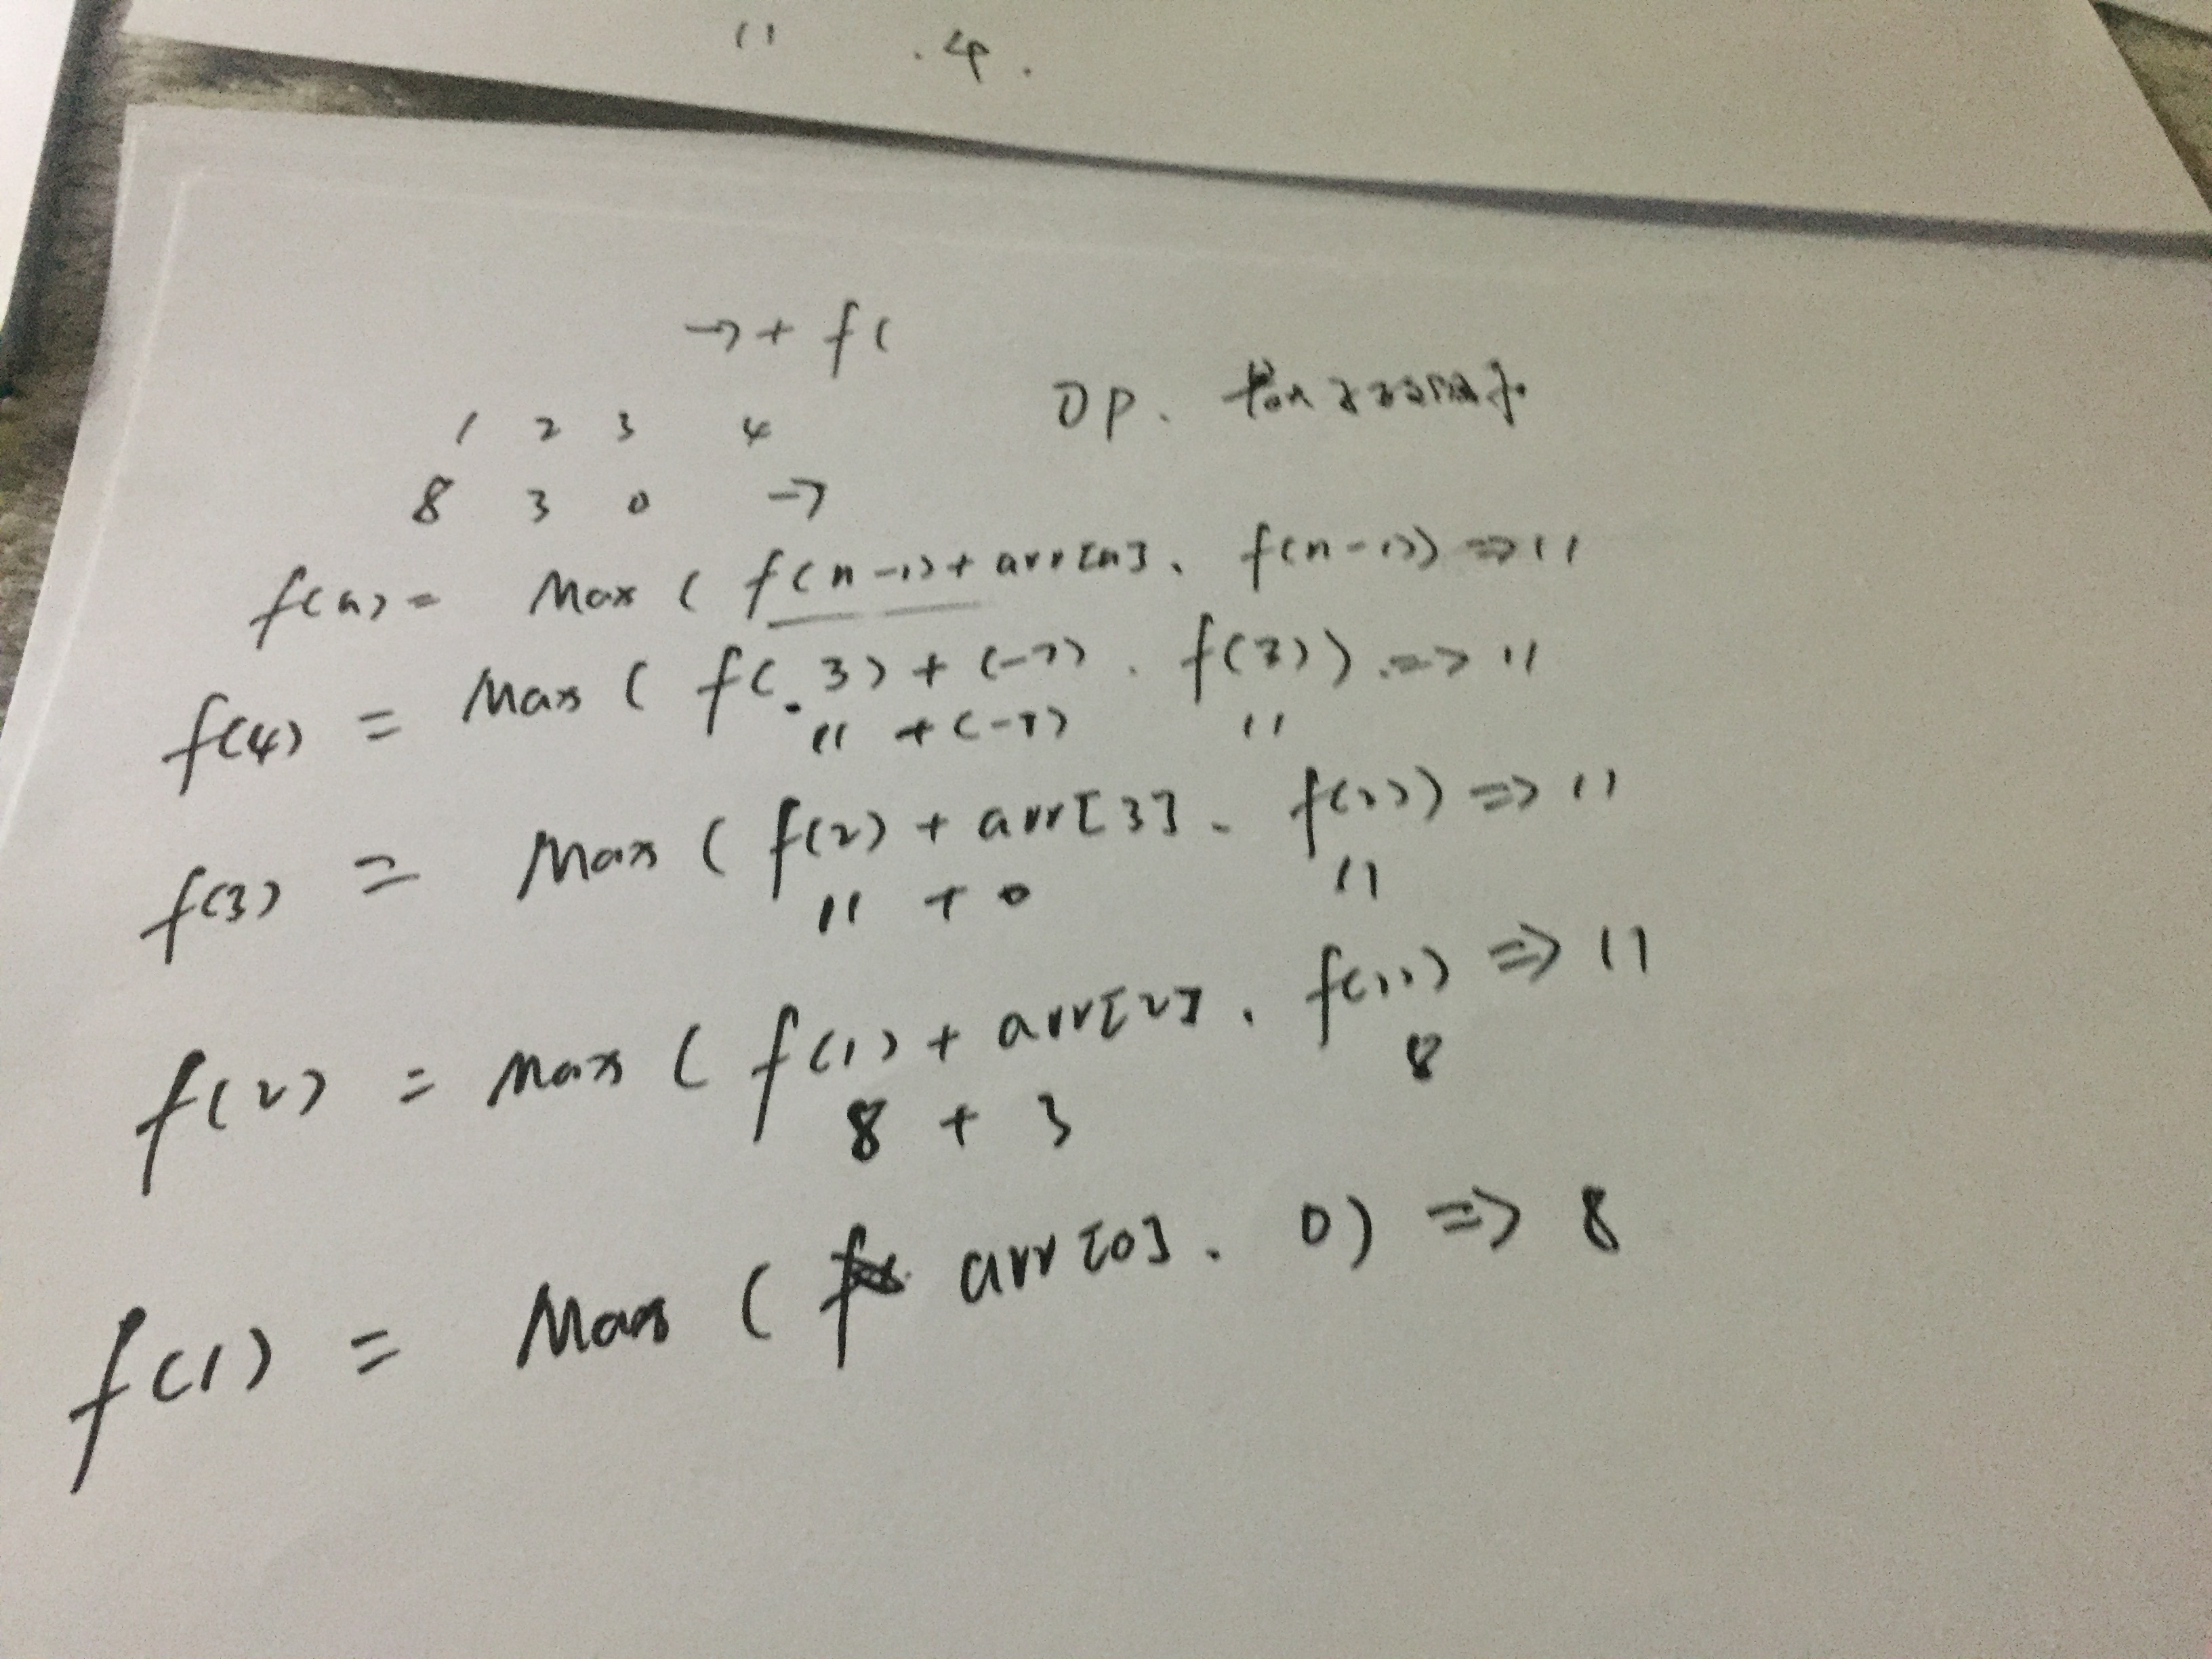 11 .4.
→+ f(
DP.
1 2 3 4
8 3 0 -7
f(n) = Max ( f(n-1)+arr[n]、 f(n-1)) => 11
f(4) = Max ( f(3) + (-7) 、 f(3)) => 11
11 +(-7) 11
f(3) = Max ( f(2) + arr[3] 、 f(2)) => 11
11 + 0 11
f(2) = Max ( f(1) + arr[2] 、 f(1)) => 11
8 + 3 8
f(1) = Max ( arr[0] 、 0) => 8